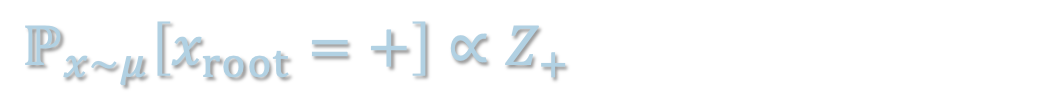 ℙ_{x~μ}[x_root = +] ∝ Z_+